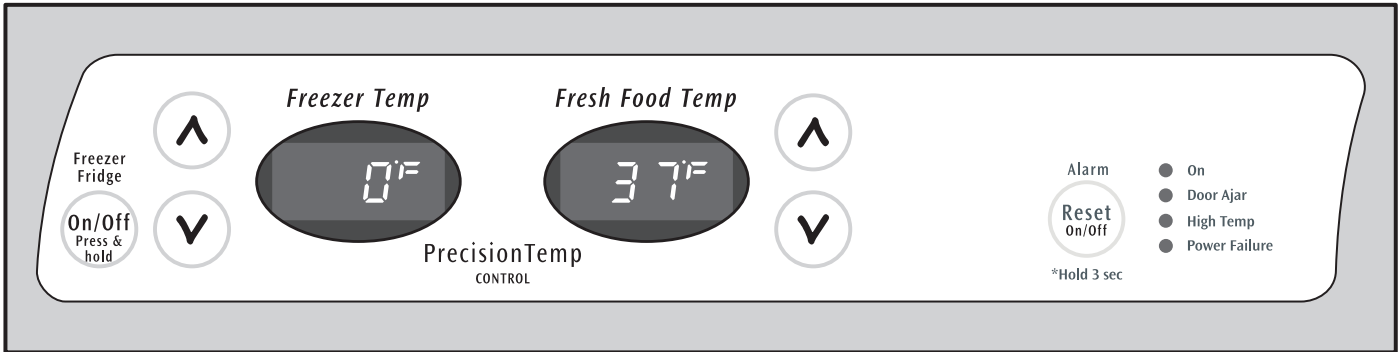 Freezer Temp
Fresh Food Temp
Freezer
Fridge
On/Off
Press &
hold
0°F
37°F
PrecisionTemp
CONTROL
Alarm
Reset
On/Off
*Hold 3 sec
On
Door Ajar
High Temp
Power Failure